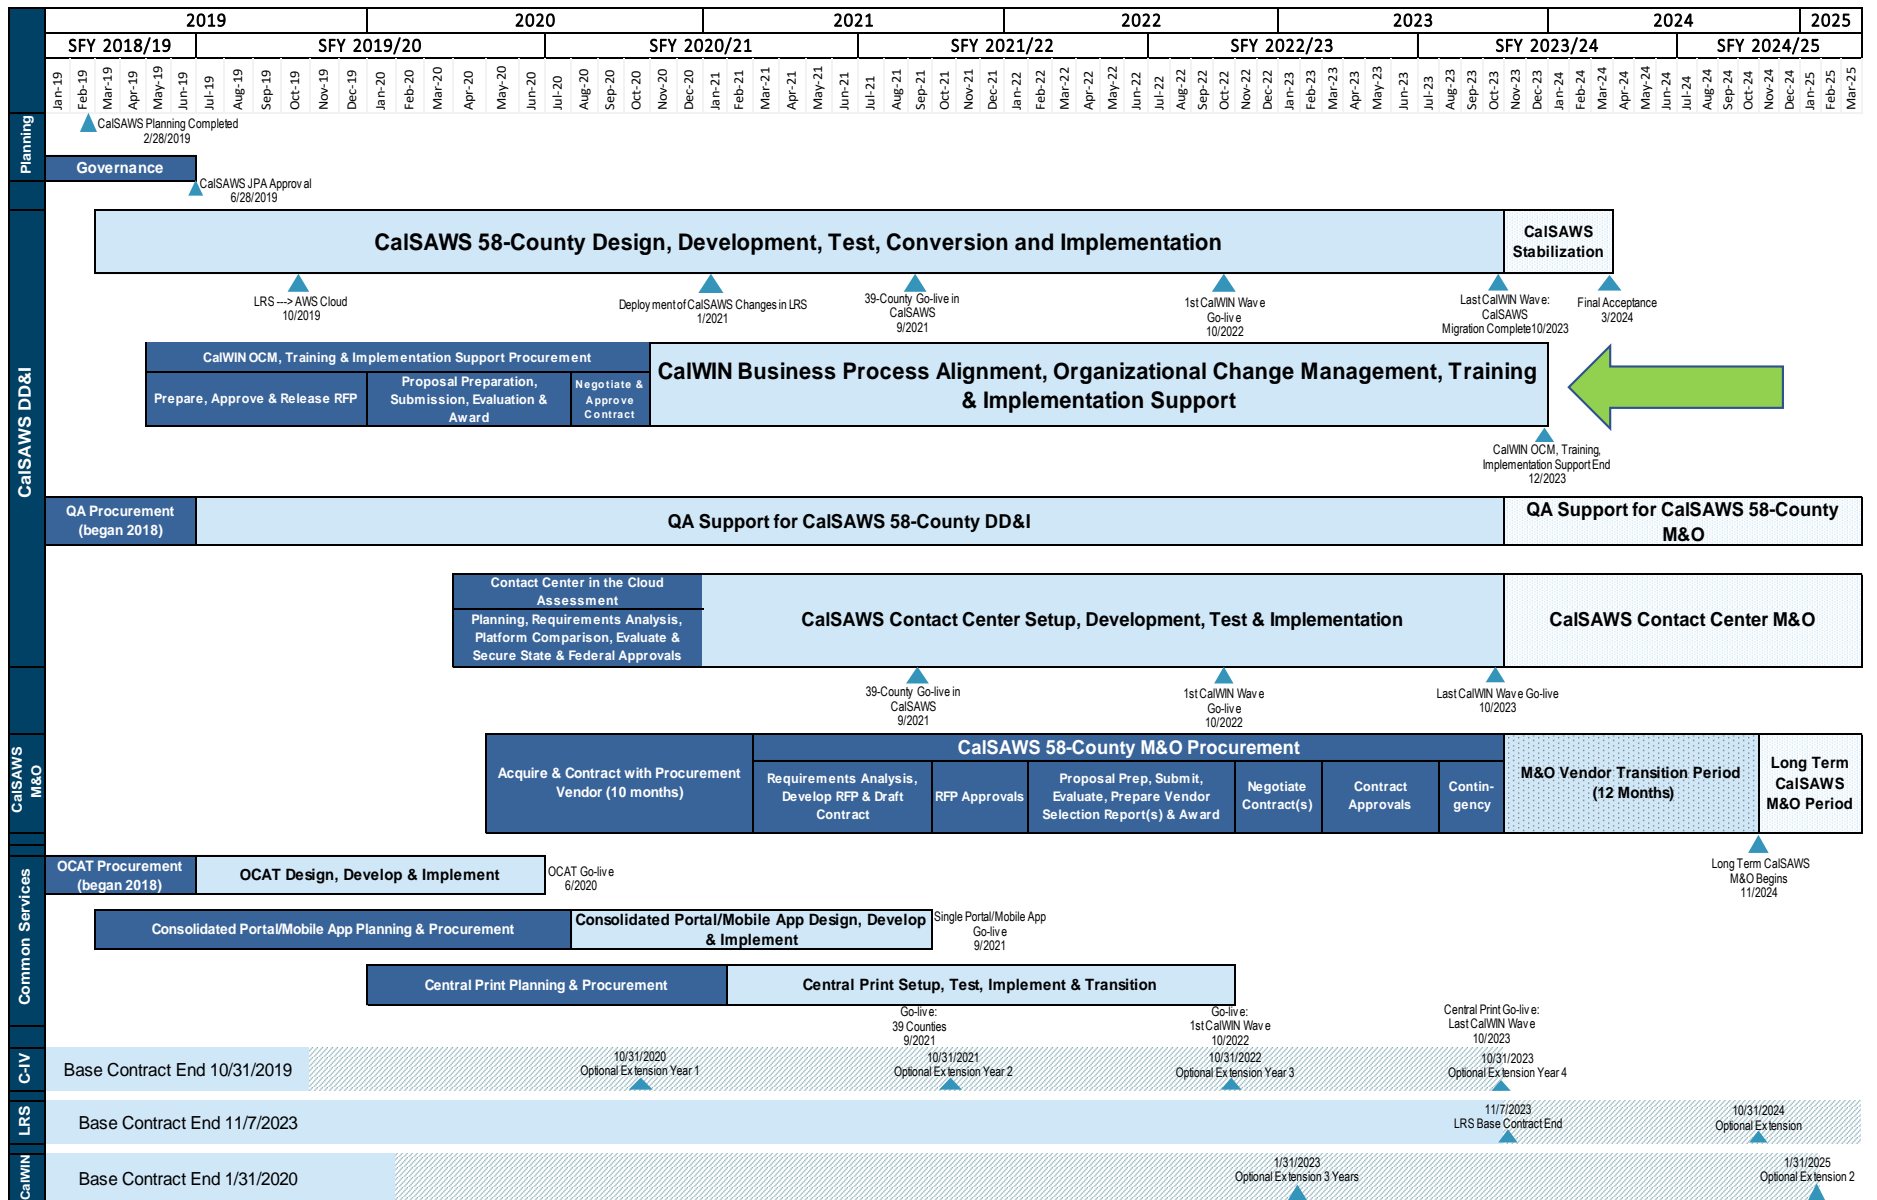 2019 2020 2021 2022 2023 2024 2025
SFY 2018/19 SFY 2019/20 SFY 2020/21 SFY 2021/22 SFY 2022/23 SFY 2023/24 SFY 2024/25
Jan-19 Feb-19 Mar-19 Apr-19 May-19 Jun-19 Jul-19 Aug-19 Sep-19 Oct-19 Nov-19 Dec-19 Jan-20 Feb-20 Mar-20 Apr-20 May-20 Jun-20 Jul-20 Aug-20 Sep-20 Oct-20 Nov-20 Dec-20 Jan-21 Feb-21 Mar-21 Apr-21 May-21 Jun-21 Jul-21 Aug-21 Sep-21 Oct-21 Nov-21 Dec-21 Jan-22 Feb-22 Mar-22 Apr-22 May-22 Jun-22 Jul-22 Aug-22 Sep-22 Oct-22 Nov-22 Dec-22 Jan-23 Feb-23 Mar-23 Apr-23 May-23 Jun-23 Jul-23 Aug-23 Sep-23 Oct-23 Nov-23 Dec-23 Jan-24 Feb-24 Mar-24 Apr-24 May-24 Jun-24 Jul-24 Aug-24 Sep-24 Oct-24 Nov-24 Dec-24 Jan-25 Feb-25 Mar-25
Planning
CalSAWS Planning Completed
2/28/2019
Governance
CalSAWS JPA Approval
6/28/2019
CalSAWS DD&I
CalSAWS 58-County Design, Development, Test, Conversion and Implementation
CalSAWS
Stabilization
LRS ---> AWS Cloud
10/2019
Deployment of CalSAWS Changes in LRS
1/2021
39-County Go-live in
CalSAWS
9/2021
1st CalWIN Wave
Go-live
10/2022
Last CalWIN Wave:
CalSAWS
Migration Complete10/2023
Final Acceptance
3/2024
CalWIN OCM, Training & Implementation Support Procurement
Prepare, Approve & Release RFP
Proposal Preparation,
Submission, Evaluation &
Award
Negotiate &
Approve
Contract
CalWIN Business Process Alignment, Organizational Change Management, Training
& Implementation Support
CalWIN OCM, Training,
Implementation Support End
12/2023
QA Procurement
(began 2018)
QA Support for CalSAWS 58-County DD&I
QA Support for CalSAWS 58-County
M&O
Contact Center in the Cloud
Assessment
Planning, Requirements Analysis,
Platform Comparison, Evaluate &
Secure State & Federal Approvals
CalSAWS Contact Center Setup, Development, Test & Implementation
CalSAWS Contact Center M&O
39-County Go-live in
CalSAWS
9/2021
1st CalWIN Wave
Go-live
10/2022
Last CalWIN Wave Go-live
10/2023
CalSAWS
M&O
Acquire & Contract with Procurement
Vendor (10 months)
CalSAWS 58-County M&O Procurement
Requirements Analysis,
Develop RFP & Draft
Contract
RFP Approvals
Proposal Prep, Submit,
Evaluate, Prepare Vendor
Selection Report(s) & Award
Negotiate
Contract(s)
Contract
Approvals
Contin-
gency
M&O Vendor Transition Period
(12 Months)
Long Term
CalSAWS
M&O Period
Long Term CalSAWS
M&O Begins
11/2024
Common Services
OCAT Procurement
(began 2018)
OCAT Design, Develop & Implement
OCAT Go-live
6/2020
Consolidated Portal/Mobile App Planning & Procurement
Consolidated Portal/Mobile App Design, Develop
& Implement
Single Portal/Mobile App
Go-live
9/2021
Central Print Planning & Procurement
Central Print Setup, Test, Implement & Transition
Go-live:
39 Counties
9/2021
Go-live:
1st CalWIN Wave
10/2022
Central Print Go-live:
Last CalWIN Wave
10/2023
C-IV
Base Contract End 10/31/2019
10/31/2020
Optional Extension Year 1
10/31/2021
Optional Extension Year 2
10/31/2022
Optional Extension Year 3
10/31/2023
Optional Extension Year 4
LRS
Base Contract End 11/7/2023
11/7/2023
LRS Base Contract End
10/31/2024
Optional Extension
CalWIN
Base Contract End 1/31/2020
1/31/2023
Optional Extension 3 Years
1/31/2025
Optional Extension 2